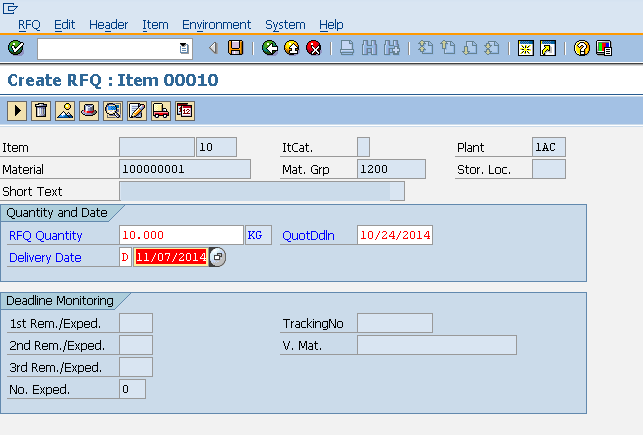 RFQ Edit Header Item Environment System Help
Create RFQ : Item 00010
Item 10 ItCat. Plant 1AC
Material 100000001 Mat. Grp 1200 Stor. Loc.
Short Text
Quantity and Date
RFQ Quantity 10.000 KG QuotDdln 10/24/2014
Delivery Date D 11/07/2014
Deadline Monitoring
1st Rem./Exped. TrackingNo
2nd Rem./Exped. V. Mat.
3rd Rem./Exped.
No. Exped. 0